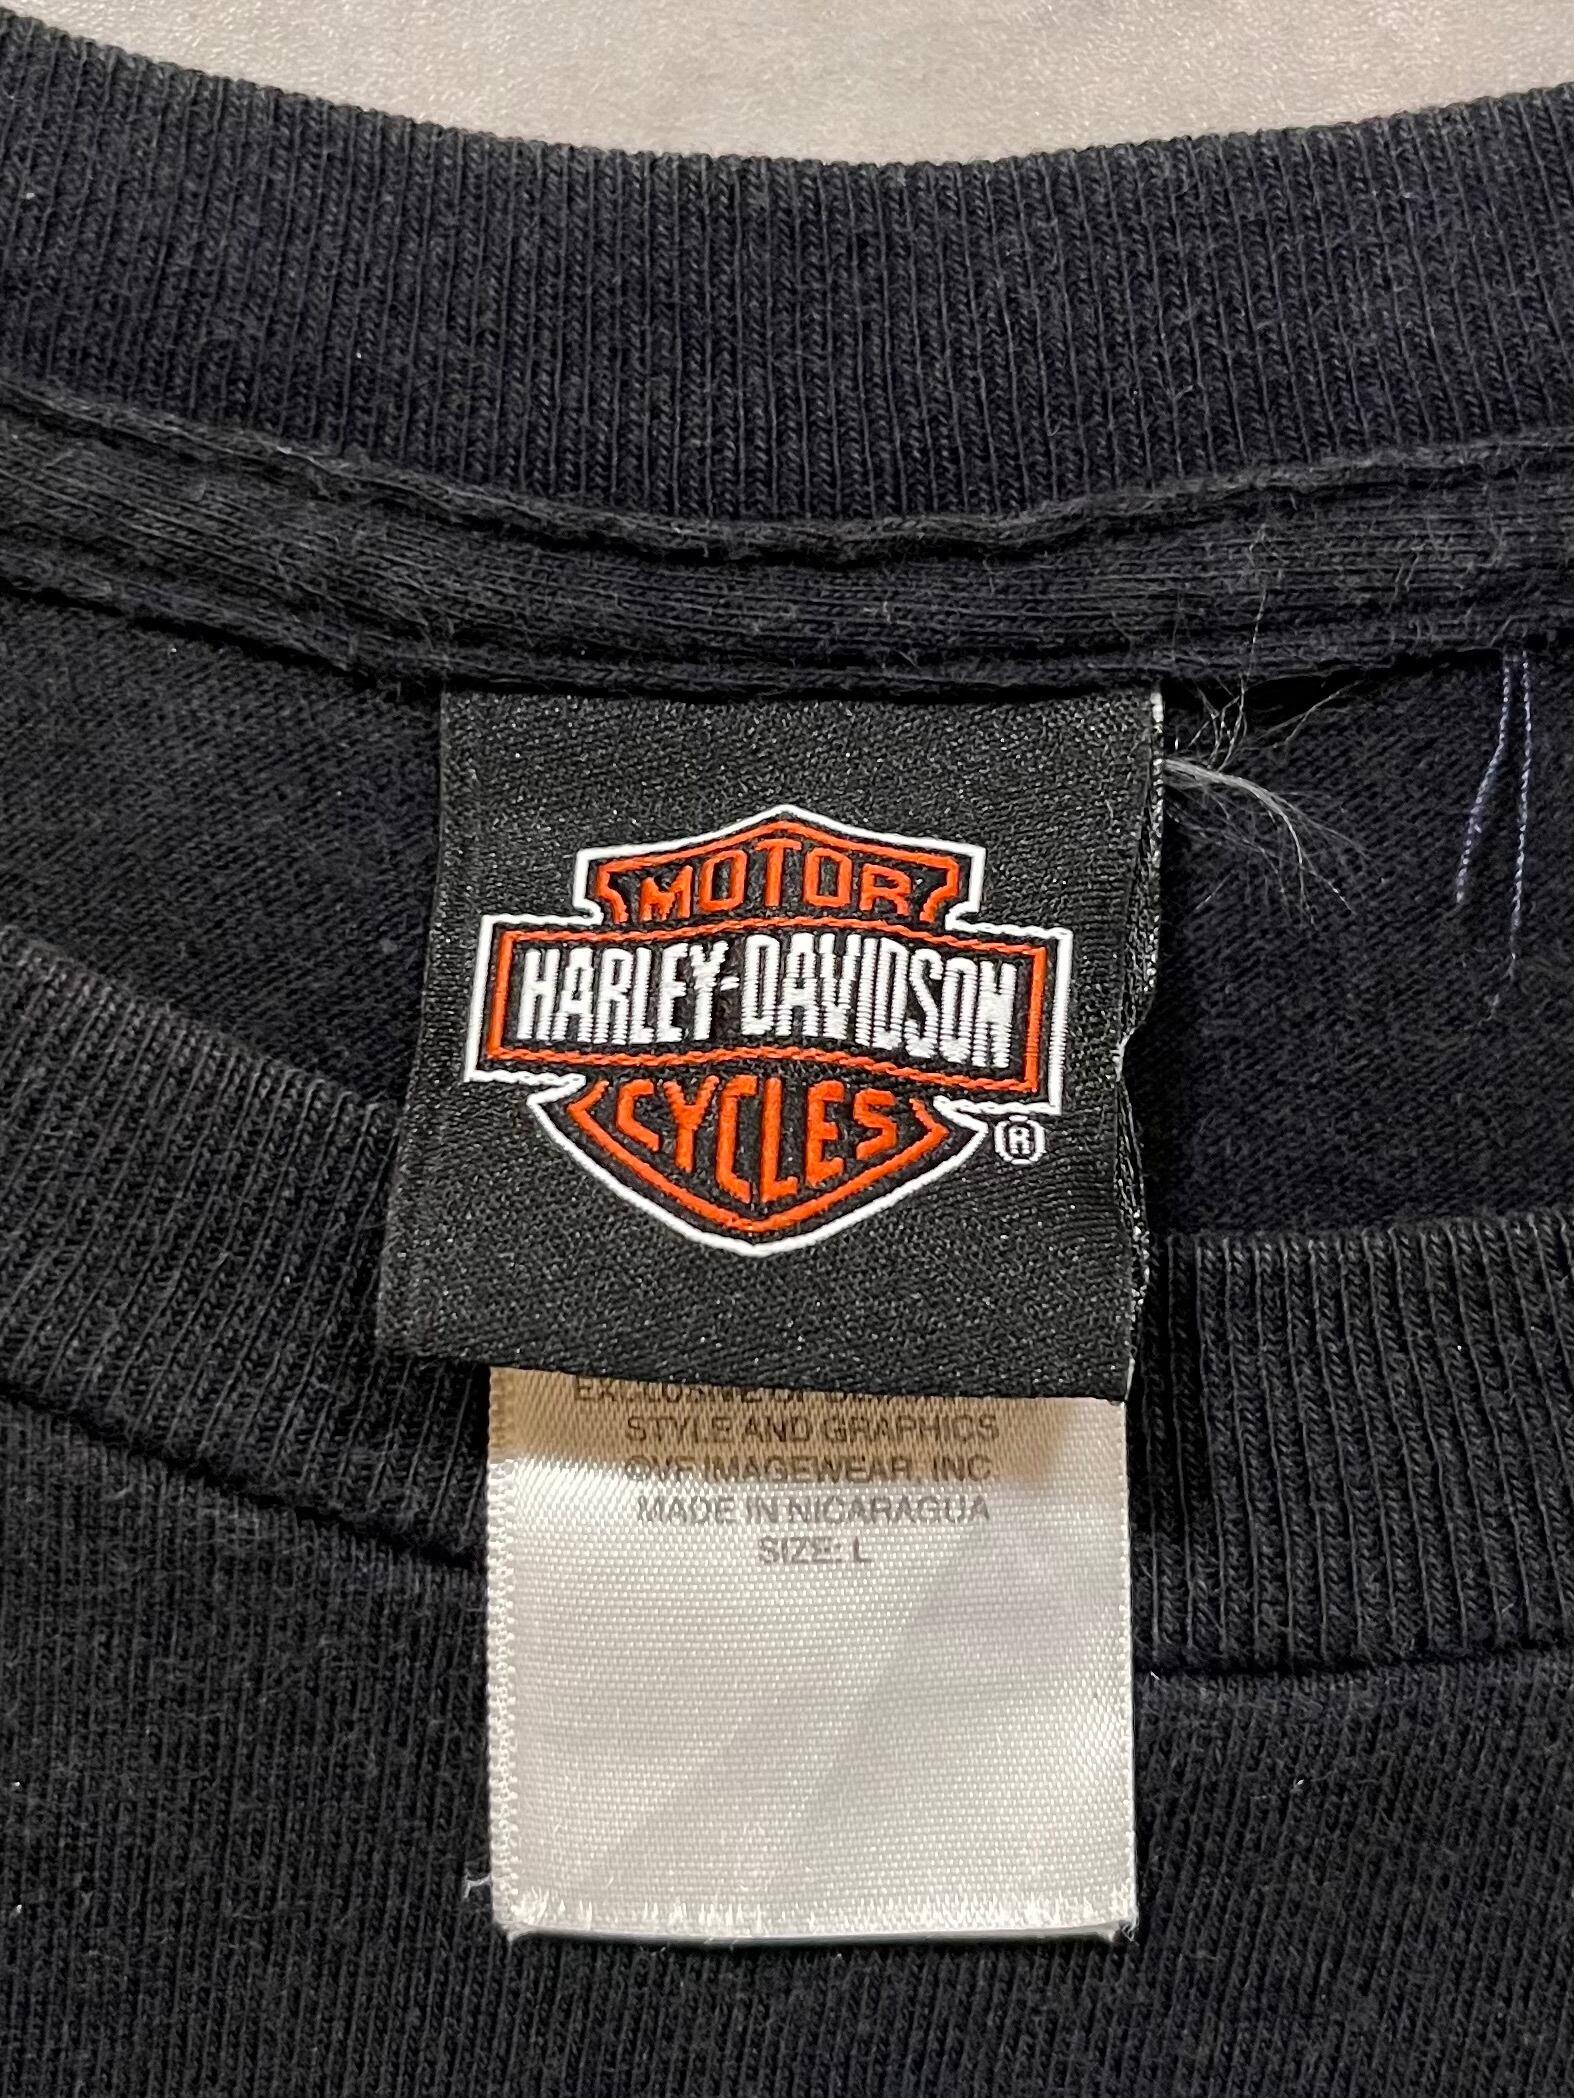 MOTOR
HARLEY-DAVIDSON
CYCLES
®
STYLE AND GRAPHICS
©VF IMAGEWEAR, INC
MADE IN NICARAGUA
SIZE: L